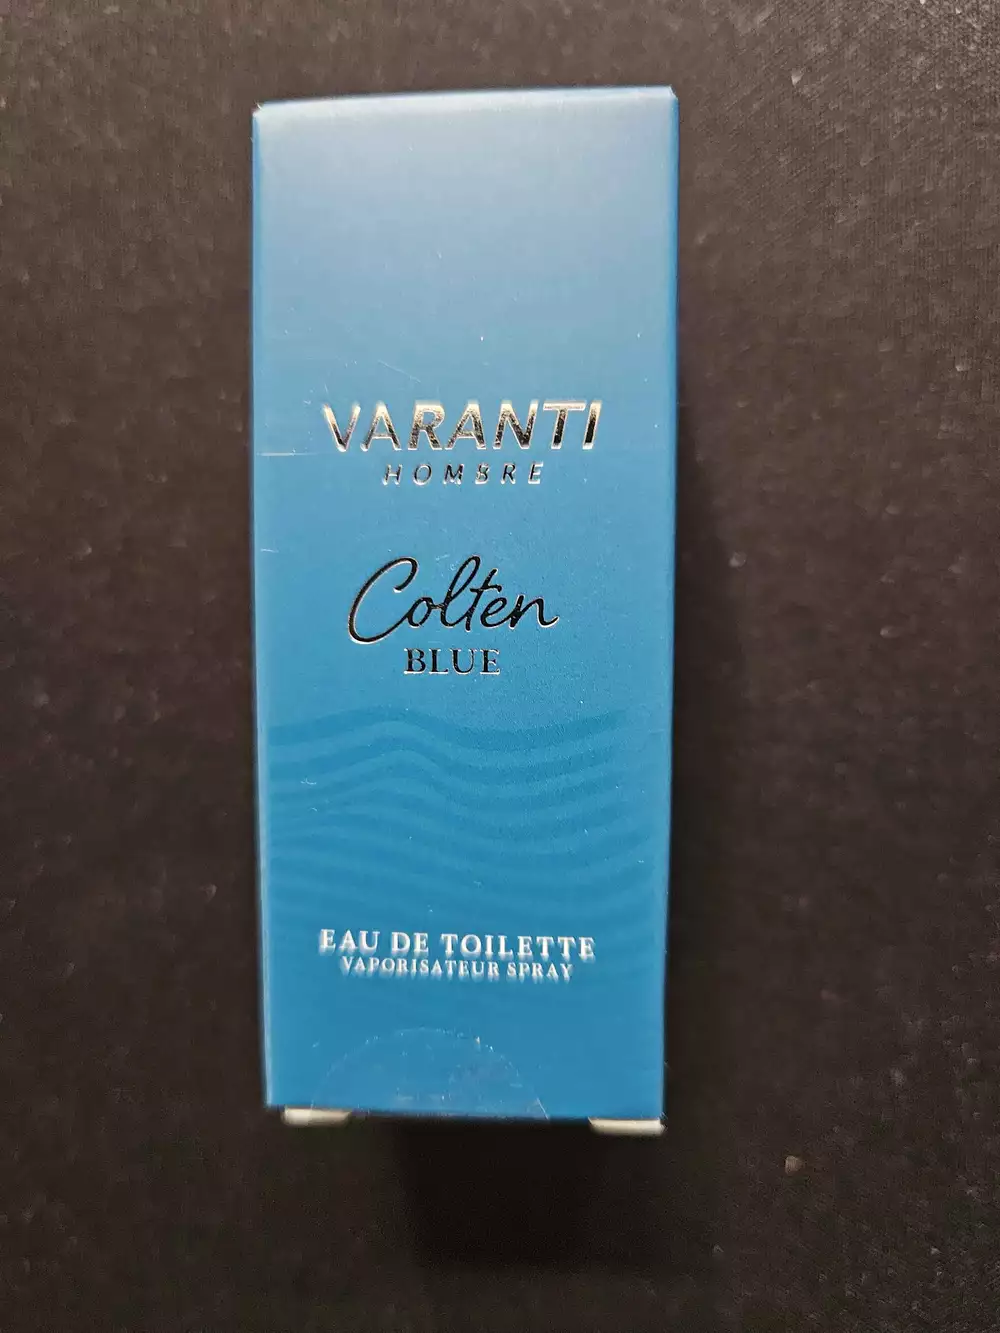 VARANTI
HOMBRE
Colten
BLUE
EAU DE TOILETTE
VAPORISATEUR SPRAY